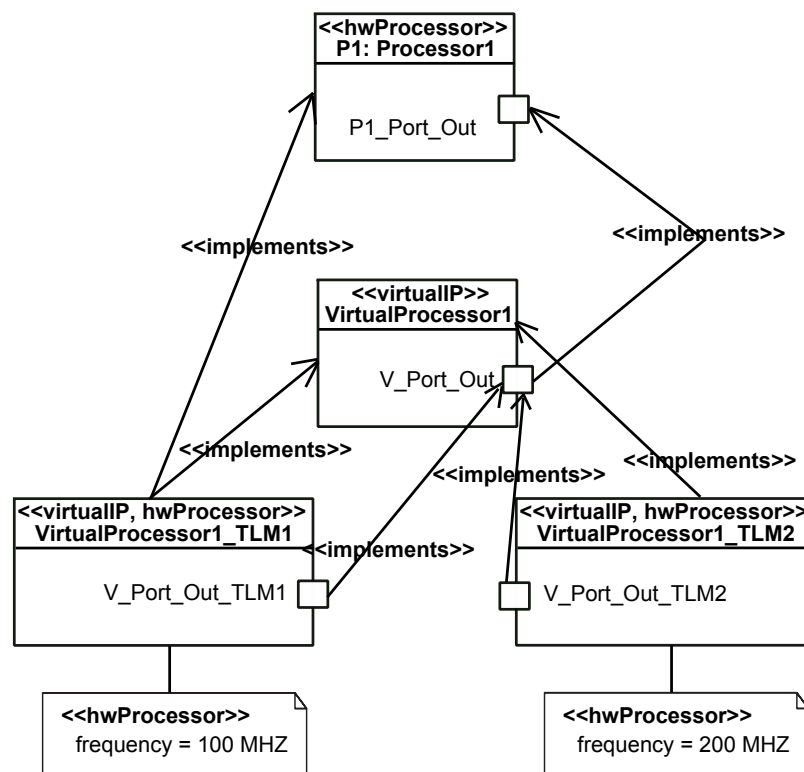 <<hwProcessor>>
P1: Processor1
P1_Port_Out
<<implements>>
<<implements>>
<<virtualIP>>
VirtualProcessor1
V_Port_Out
<<implements>>
<<implements>>
<<implements>>
<<virtualIP, hwProcessor>>
VirtualProcessor1_TLM1
<<implements>>
<<virtualIP, hwProcessor>>
VirtualProcessor1_TLM2
V_Port_Out_TLM1
V_Port_Out_TLM2
<<hwProcessor>>
frequency = 100 MHZ
<<hwProcessor>>
frequency = 200 MHZ